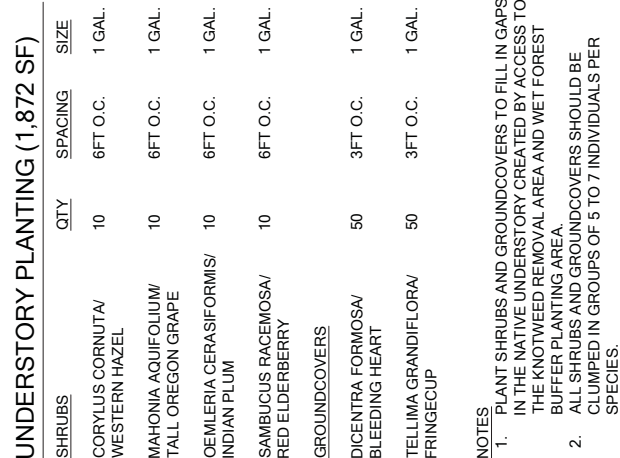 UNDERSTORY PLANTING (1,872 SF)
SHRUBS QTY SPACING SIZE
CORYLUS CORNUTA/ 10 6FT O.C. 1 GAL.
WESTERN HAZEL
MAHONIA AQUIFOLIUM/ 10 6FT O.C. 1 GAL.
TALL OREGON GRAPE
OEMLERIA CERASIFORMIS/ 10 6FT O.C. 1 GAL.
INDIAN PLUM
SAMBUCUS RACEMOSA/ 10 6FT O.C. 1 GAL.
RED ELDERBERRY
GROUNDCOVERS
DICENTRA FORMOSA/ 50 3FT O.C. 1 GAL.
BLEEDING HEART
TELLIMA GRANDIFLORA/ 50 3FT O.C. 1 GAL.
FRINGECUP
NOTES
1. PLANT SHRUBS AND GROUNDCOVERS TO FILL IN GAPS
IN THE NATIVE UNDERSTORY CREATED BY ACCESS TO
THE KNOTWEED REMOVAL AREA AND WET FOREST
BUFFER PLANTING AREA.
2. ALL SHRUBS AND GROUNDCOVERS SHOULD BE
CLUMPED IN GROUPS OF 5 TO 7 INDIVIDUALS PER
SPECIES.